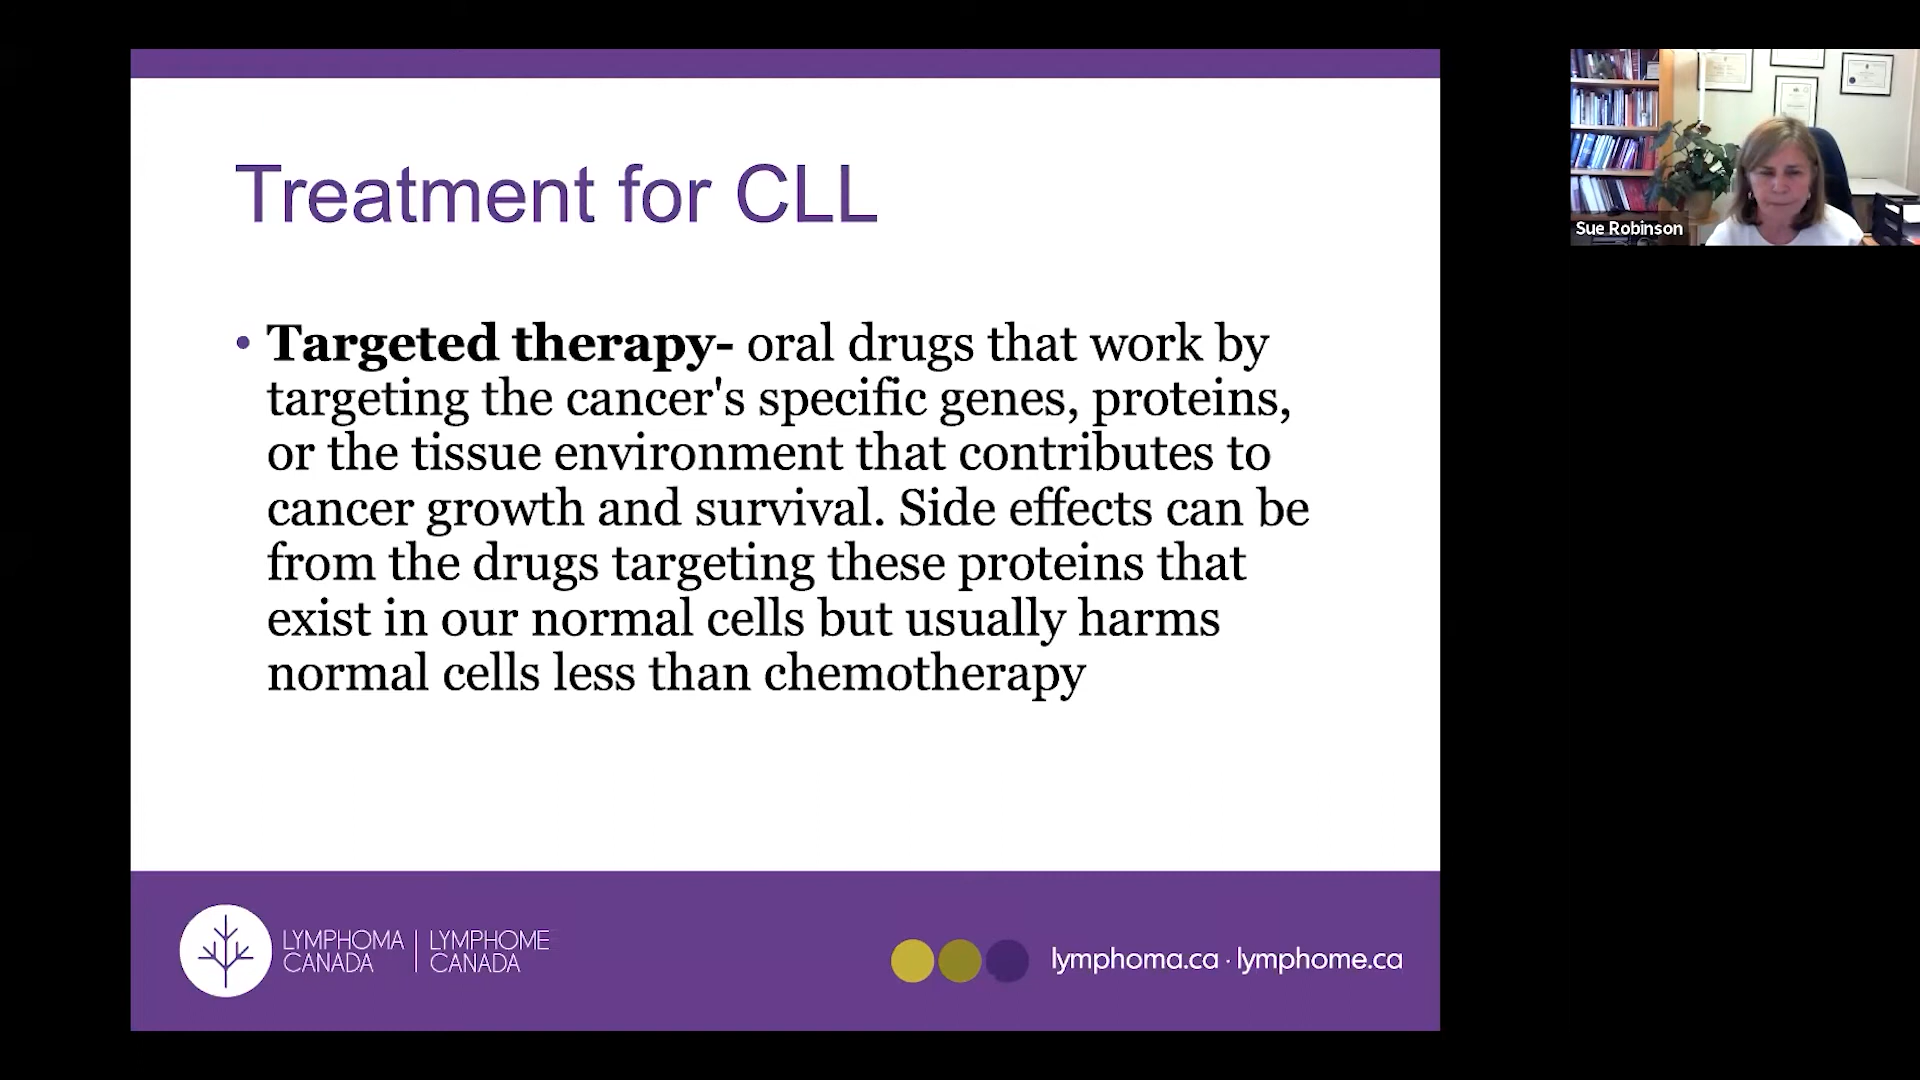 Treatment for CLL
• Targeted therapy- oral drugs that work by
targeting the cancer's specific genes, proteins,
or the tissue environment that contributes to
cancer growth and survival. Side effects can be
from the drugs targeting these proteins that
exist in our normal cells but usually harms
normal cells less than chemotherapy
LYMPHOMA CANADA | LYMPHOME CANADA
lymphoma.ca · lymphome.ca
Sue Robinson